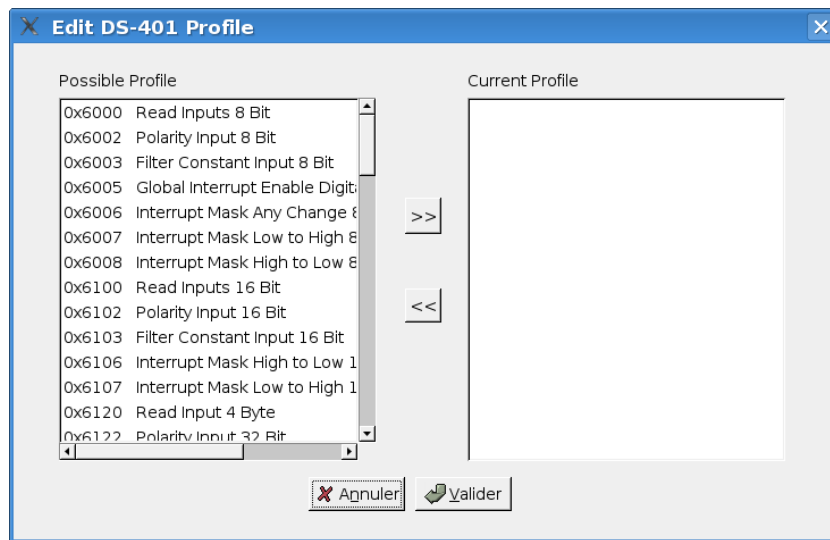 Edit DS-401 Profile
Possible Profile
Current Profile
0x6000 Read Inputs 8 Bit
0x6002 Polarity Input 8 Bit
0x6003 Filter Constant Input 8 Bit
0x6005 Global Interrupt Enable
0x6006 Interrupt Mask Any Change
0x6007 Interrupt Mask Low to High 8
0x6008 Interrupt Mask High to Low 8
0x6100 Read Inputs 16 Bit
0x6102 Polarity Input 16 Bit
0x6103 Filter Constant Input 16 Bit
0x6106 Interrupt Mask High to Low 1
0x6107 Interrupt Mask Low to High 1
0x6120 Read Input 4 Byte
0x6122 Polarity Input 32 Bit
>>
<<
Annuler
Valider